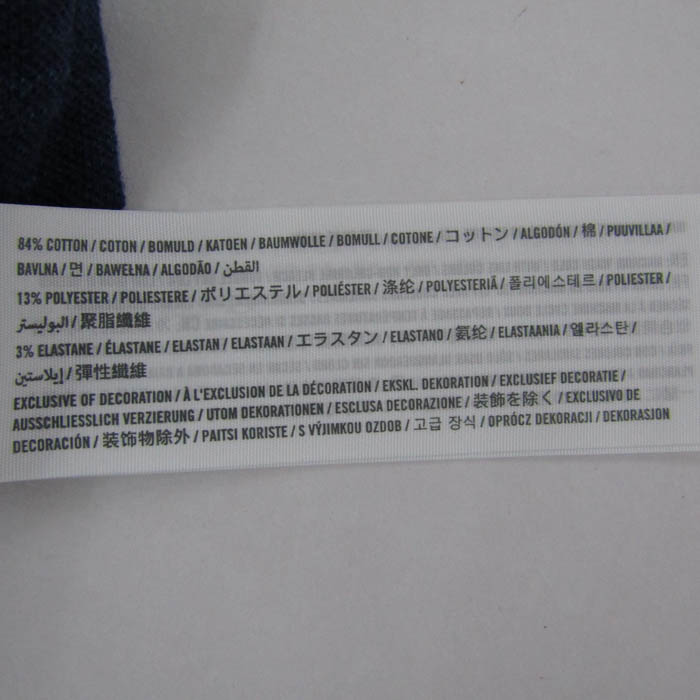 84% COTTON / COTON / BOMULD / KATOEN / BAUMWOLLE / BOMULL / COTONE / コットン / ALGODÓN / 棉 / PUUVILLAA /
BAVLNA / 면 / BAWEŁNA / ALGODÃO / القطن
13% POLYESTER / POLIESTERE / ポリエステル / POLIÉSTER / 涤纶 / POLYESTERIÄ / 폴리에스테르 / POLIESTER /
البوليستر / 聚脂纖維
3% ELASTANE / ÉLASTANE / ELASTAN / ELASTAAN / エラスタン / ELASTANO / 氨纶 / ELASTAANIA / 엘라스탄 /
إيلاستين / 彈性纖維
EXCLUSIVE OF DECORATION / À L'EXCLUSION DE LA DÉCORATION / EKSKL. DEKORATION / EXCLUSIEF DECORATIE /
AUSSCHLIESSLICH VERZIERUNG / UTOM DEKORATIONEN / ESCLUSA DECORAZIONE / 装飾を除く / EXCLUSIVO DE
DECORACIÓN / 装饰物除外 / PAITSI KORISTE / S VÝJIMKOU OZDOB / 고급 장식 / OPRÓCZ DEKORACJI / DEKORASJON